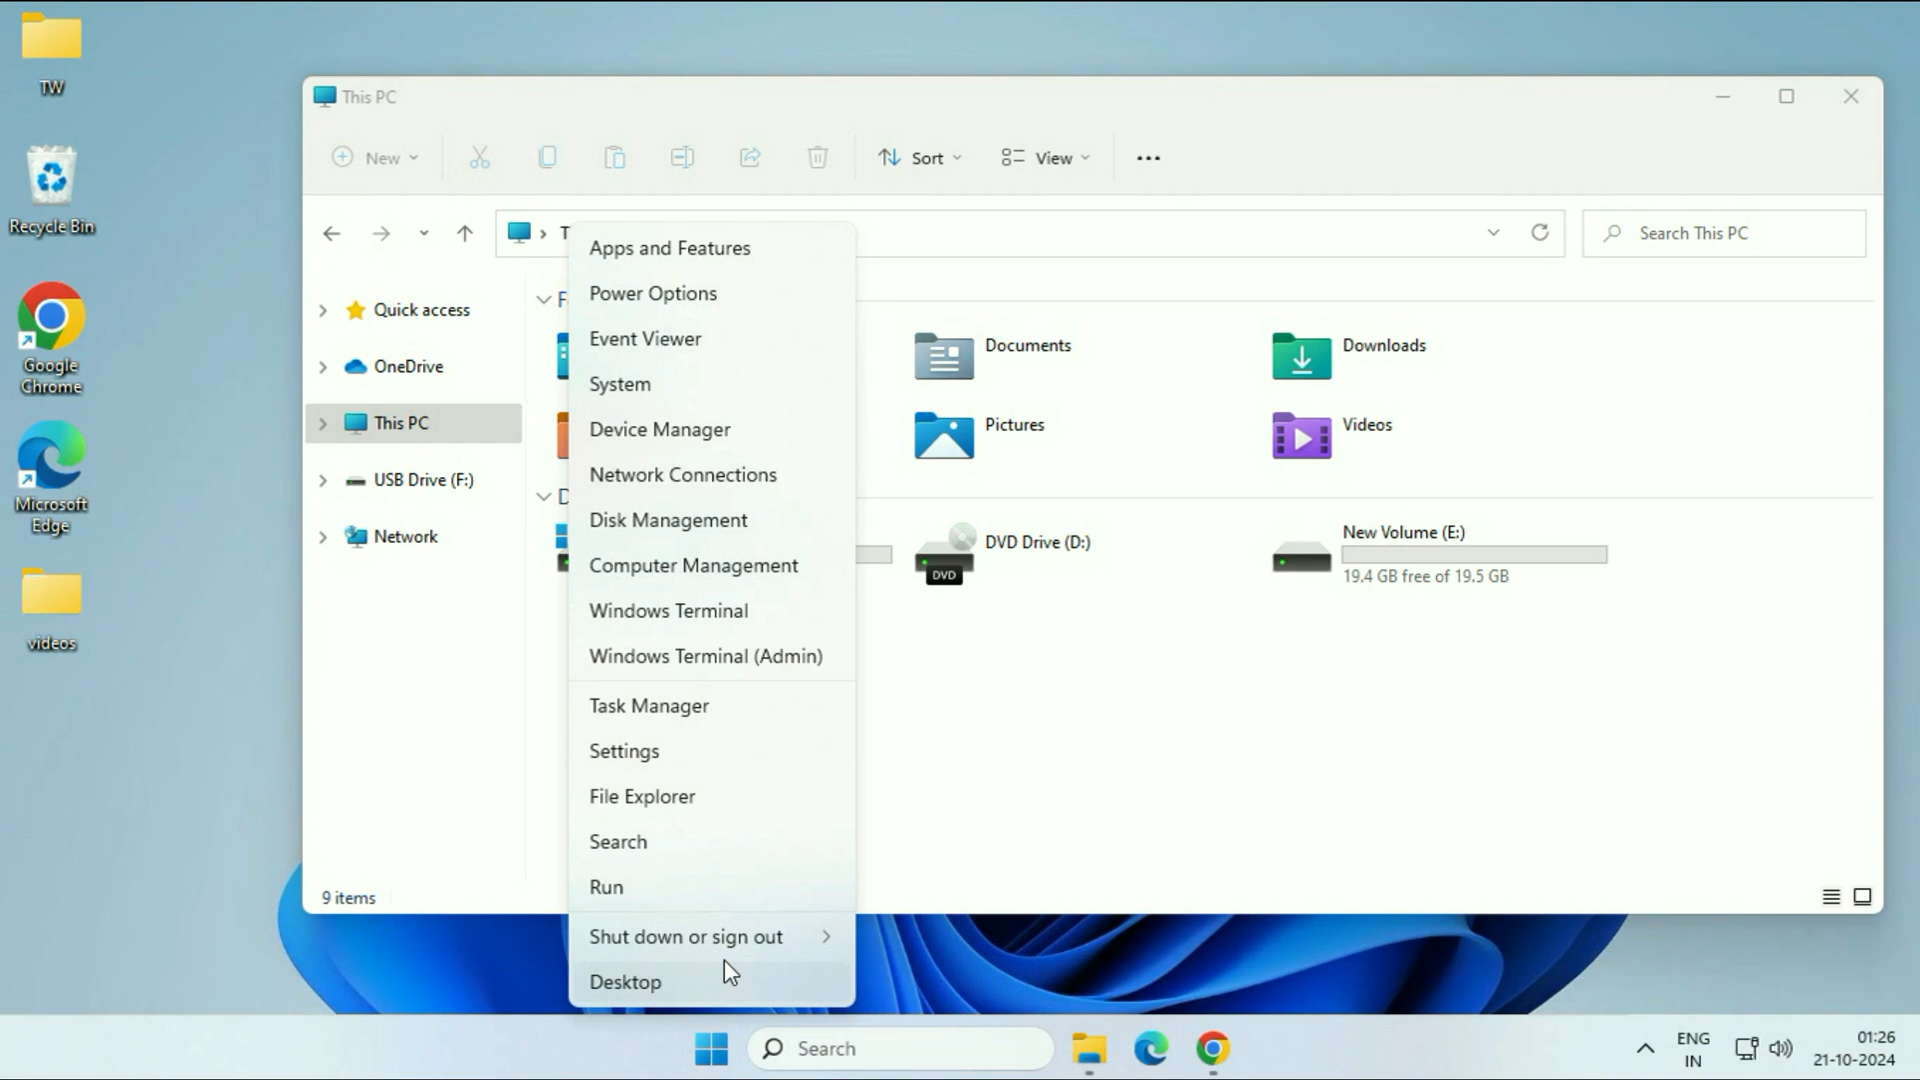 TW
Recycle Bin
Google
Chrome
Microsoft
Edge
videos
This PC
New
Sort
View
Search This PC
Quick access
OneDrive
This PC
USB Drive (F:)
Network
Documents
Downloads
Pictures
Videos
DVD Drive (D:)
DVD
New Volume (E:)
19.4 GB free of 19.5 GB
9 items
Apps and Features
Power Options
Event Viewer
System
Device Manager
Network Connections
Disk Management
Computer Management
Windows Terminal
Windows Terminal (Admin)
Task Manager
Settings
File Explorer
Search
Run
Shut down or sign out
Desktop
Search
ENG
IN
01:26
21-10-2024